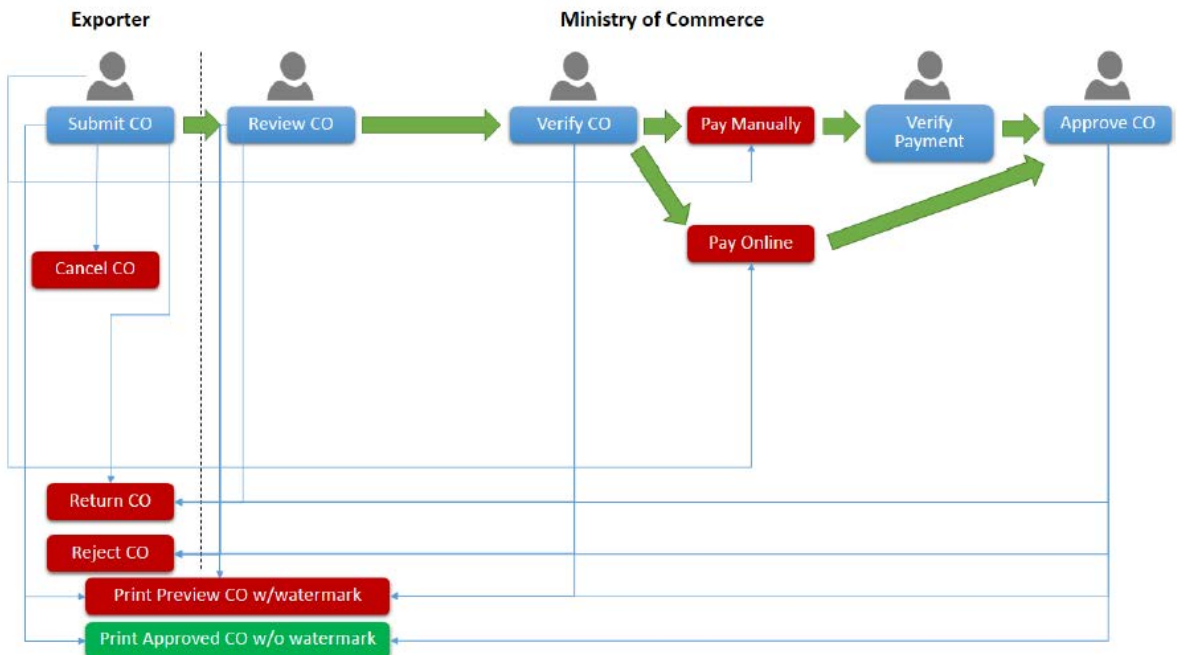 Exporter
Ministry of Commerce
Submit CO
Review CO
Verify CO
Pay Manually
Verify
Payment
Approve CO
Pay Online
Cancel CO
Return CO
Reject CO
Print Preview CO w/watermark
Print Approved CO w/o watermark